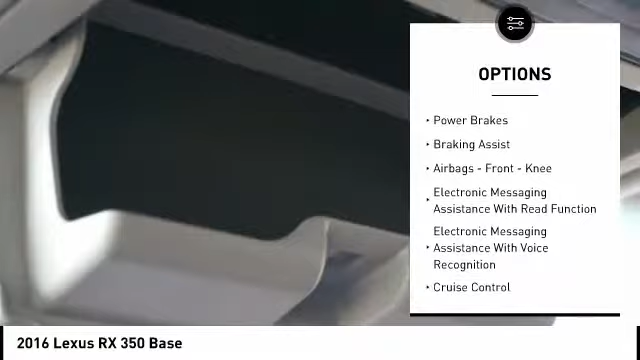 OPTIONS
• Power Brakes
• Braking Assist
• Airbags - Front - Knee
• Electronic Messaging
Assistance With Read Function
Electronic Messaging
• Assistance With Voice
Recognition
• Cruise Control
2016 Lexus RX 350 Base